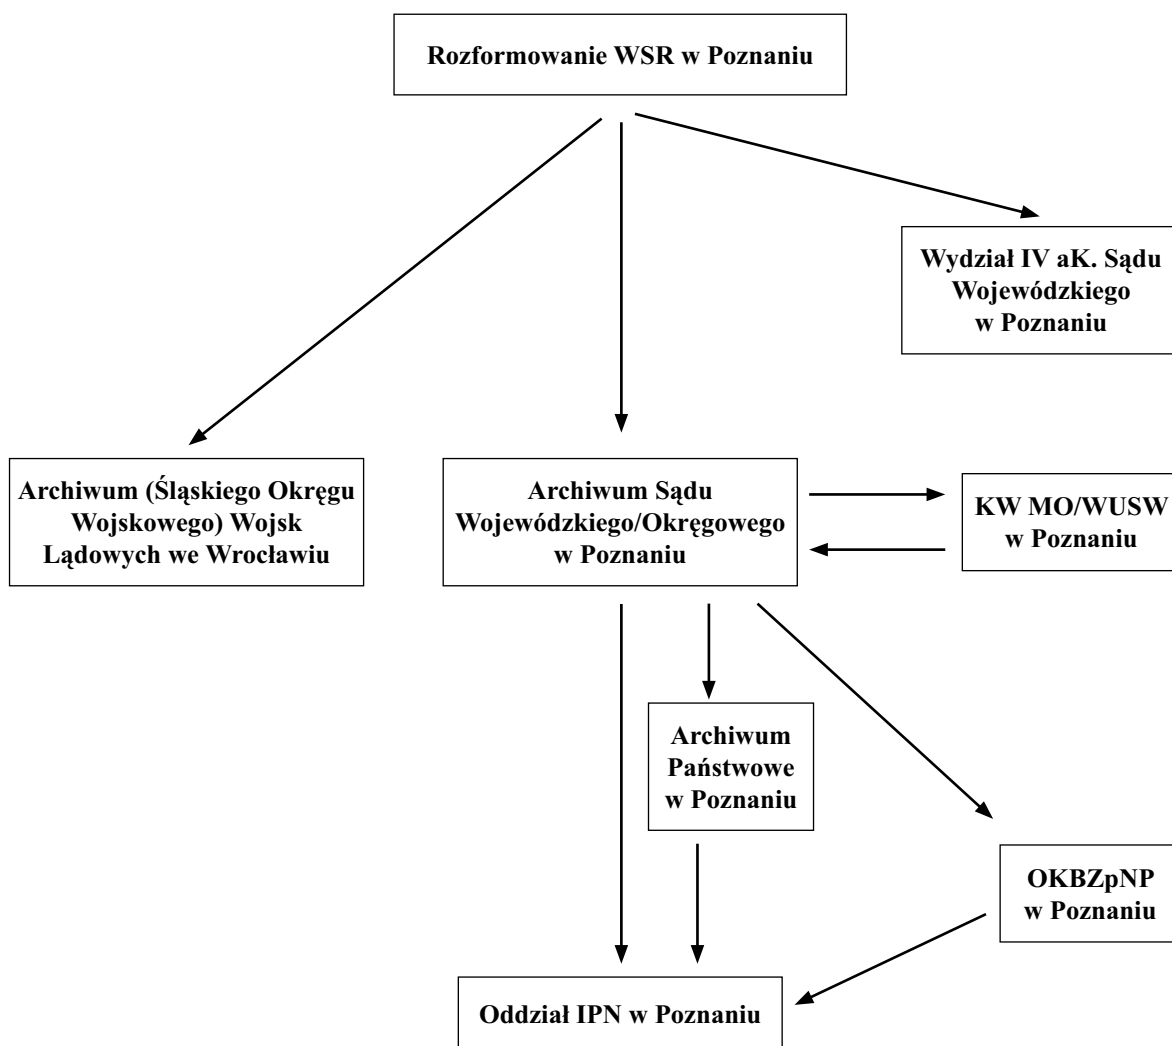 Rozformowanie WSR w Poznaniu
Wydział IV aK. Sądu
Wojewódzkiego
w Poznaniu
Archiwum (Śląskiego Okręgu
Wojskowego) Wojsk
Lądowych we Wrocławiu
Archiwum Sądu
Wojewódzkiego/Okręgowego
w Poznaniu
KW MO/WUSW
w Poznaniu
Archiwum
Państwowe
w Poznaniu
OKBZpNP
w Poznaniu
Oddział IPN w Poznaniu